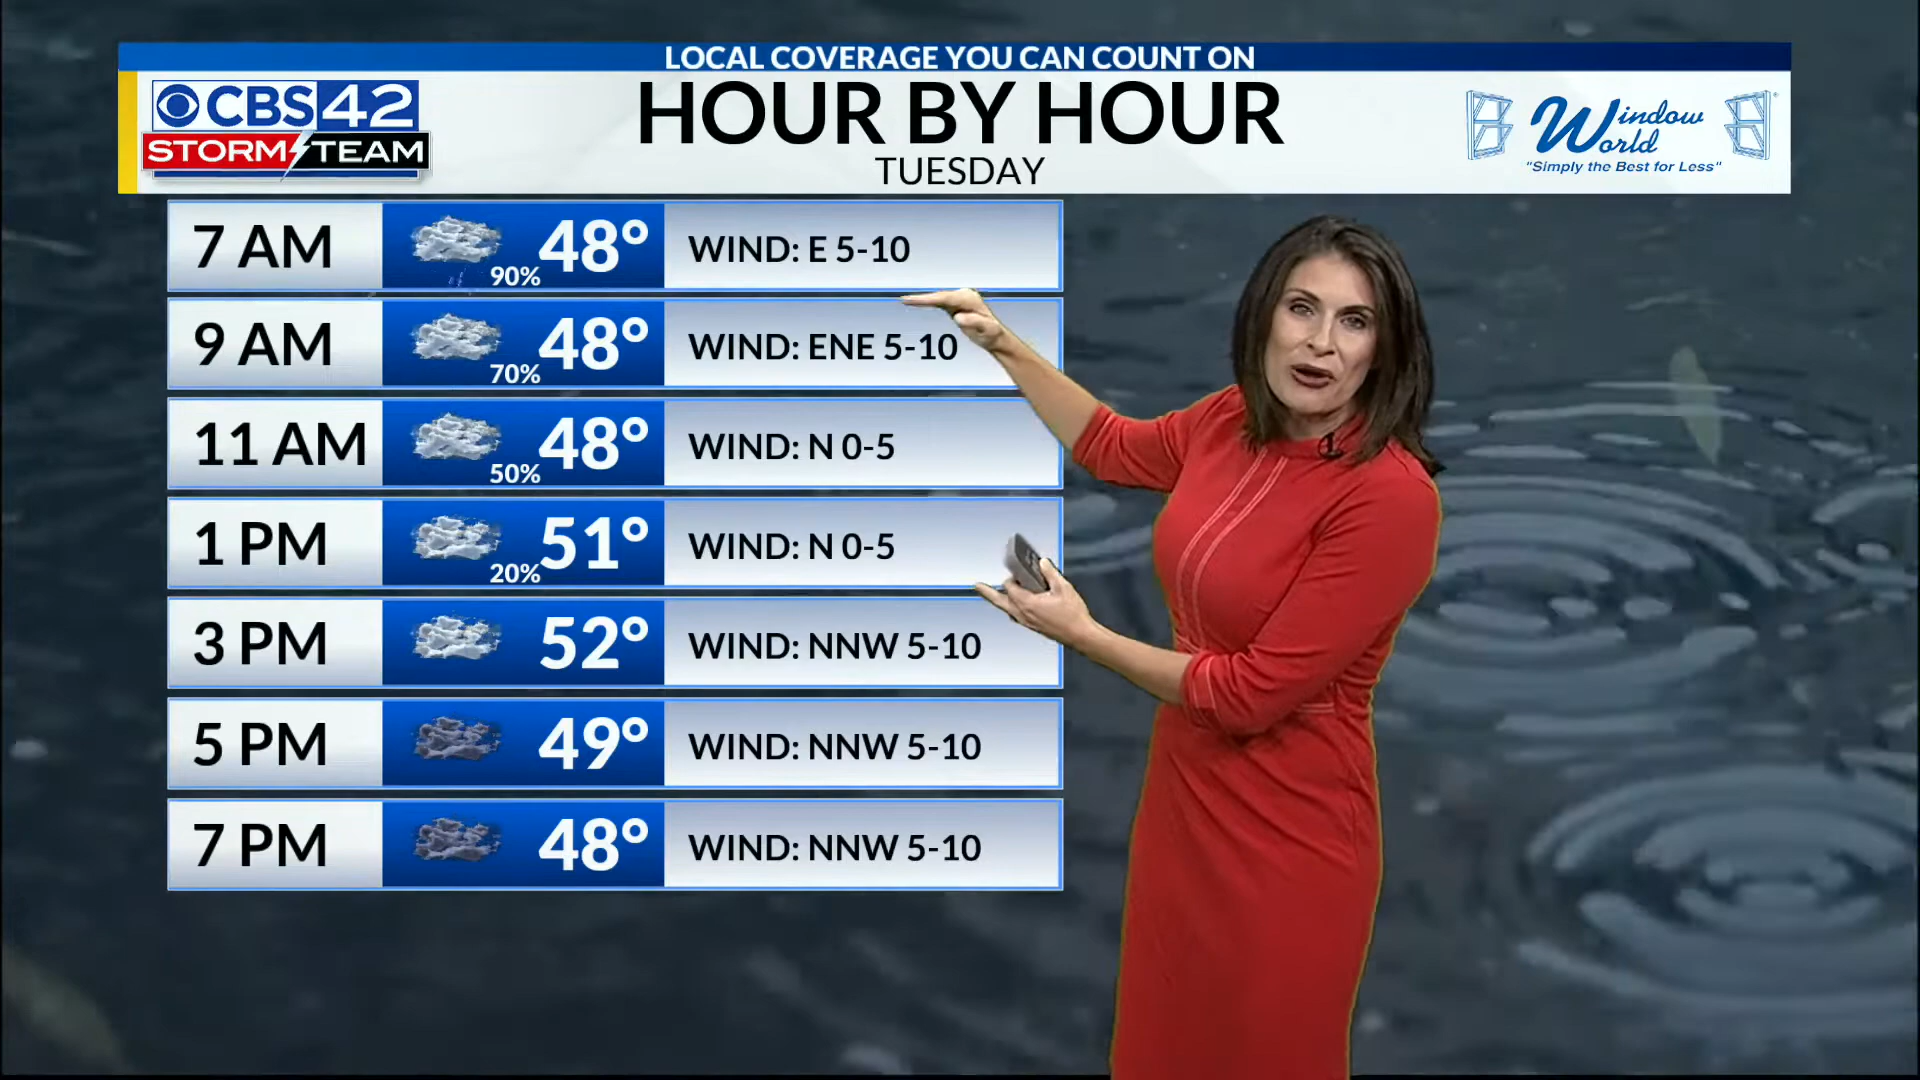 LOCAL COVERAGE YOU CAN COUNT ON
CBS 42
STORM TEAM
HOUR BY HOUR
TUESDAY
Window
World
"Simply the Best for Less"
7 AM 90% 48° WIND: E 5-10
9 AM 70% 48° WIND: ENE 5-10
11 AM 50% 48° WIND: N 0-5
1 PM 20% 51° WIND: N 0-5
3 PM 52° WIND: NNW 5-10
5 PM 49° WIND: NNW 5-10
7 PM 48° WIND: NNW 5-10